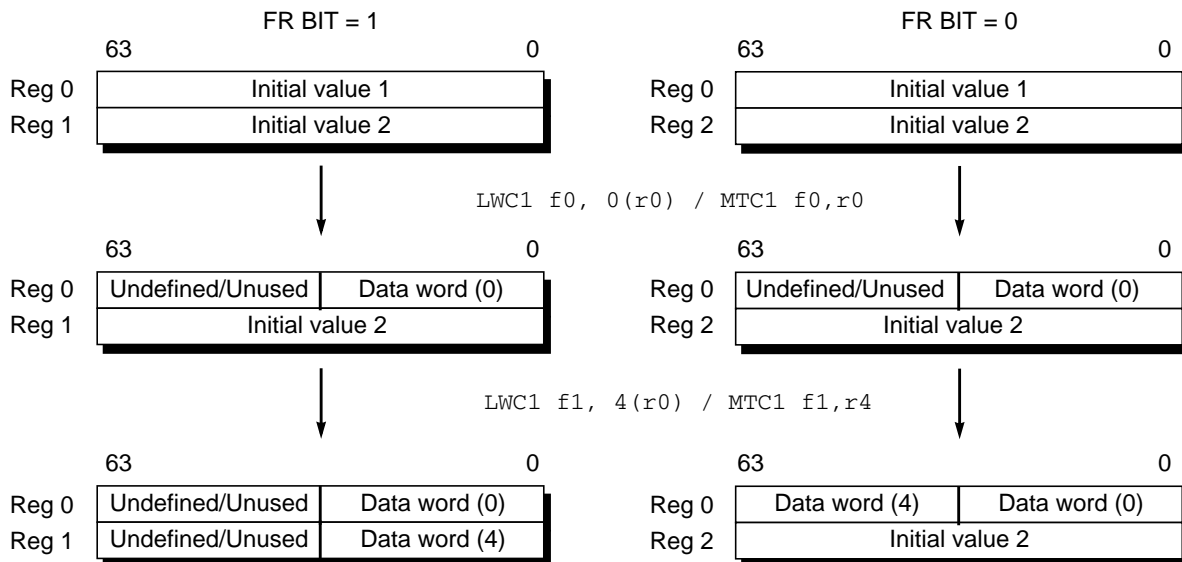 FR BIT = 1 FR BIT = 0
63 0 63 0
Reg 0 Initial value 1 Reg 0 Initial value 1
Reg 1 Initial value 2 Reg 2 Initial value 2
LWC1 f0, 0(r0) / MTC1 f0,r0
63 0 63 0
Reg 0 Undefined/Unused Data word (0) Reg 0 Undefined/Unused Data word (0)
Reg 1 Initial value 2 Reg 2 Initial value 2
LWC1 f1, 4(r0) / MTC1 f1,r4
63 0 63 0
Reg 0 Undefined/Unused Data word (0) Reg 0 Data word (4) Data word (0)
Reg 1 Undefined/Unused Data word (4) Reg 2 Initial value 2